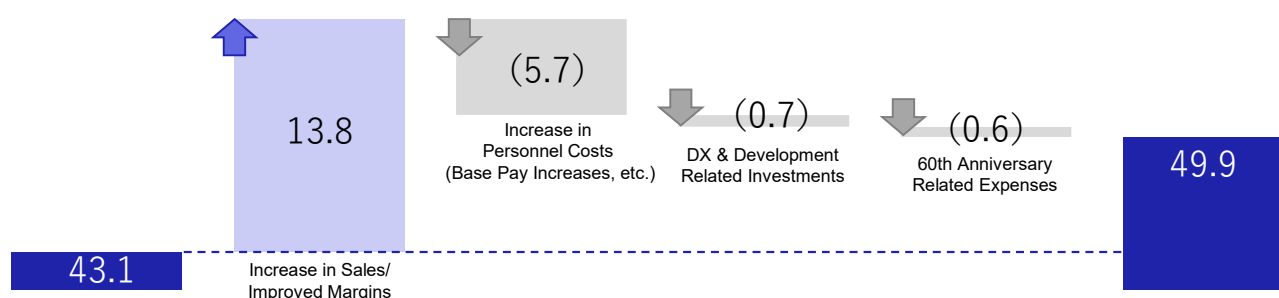 43.1
13.8
Increase in Sales/
Improved Margins
(5.7)
Increase in
Personnel Costs
(Base Pay Increases, etc.)
(0.7)
DX & Development
Related Investments
(0.6)
60th Anniversary
Related Expenses
49.9